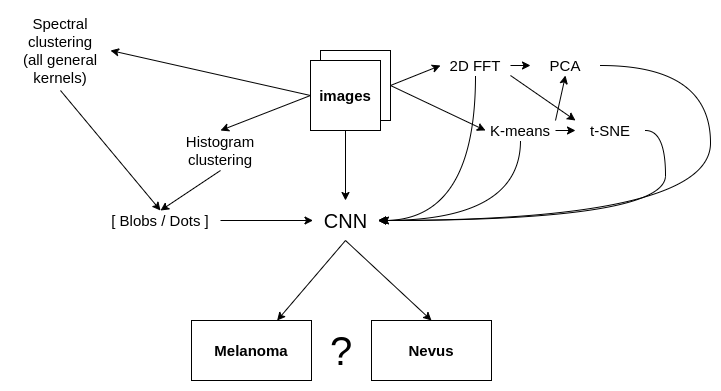 Spectral
clustering
(all general
kernels)
images
2D FFT
PCA
Histogram
clustering
K-means
t-SNE
[ Blobs / Dots ]
CNN
Melanoma
?
Nevus